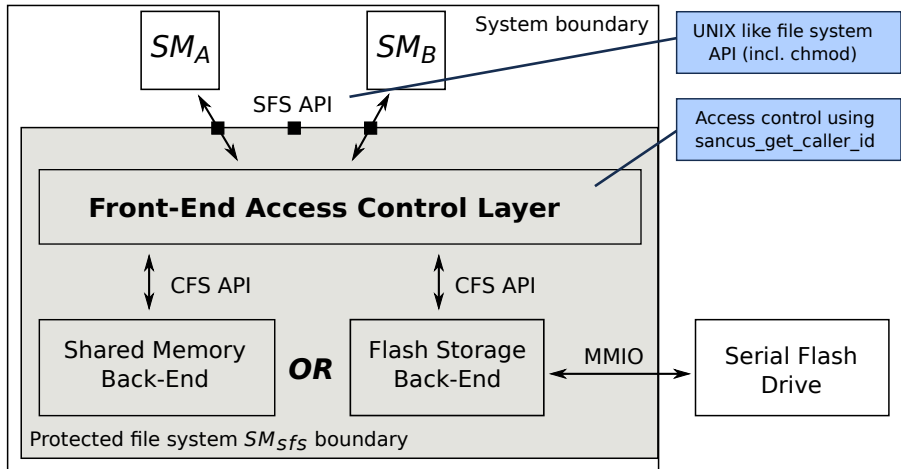 SM_A
SM_B
System boundary
UNIX like file system
API (incl. chmod)
SFS API
Access control using
sancus_get_caller_id
Front-End Access Control Layer
CFS API
CFS API
Shared Memory
Back-End
OR
Flash Storage
Back-End
MMIO
Serial Flash
Drive
Protected file system SM_sfs boundary